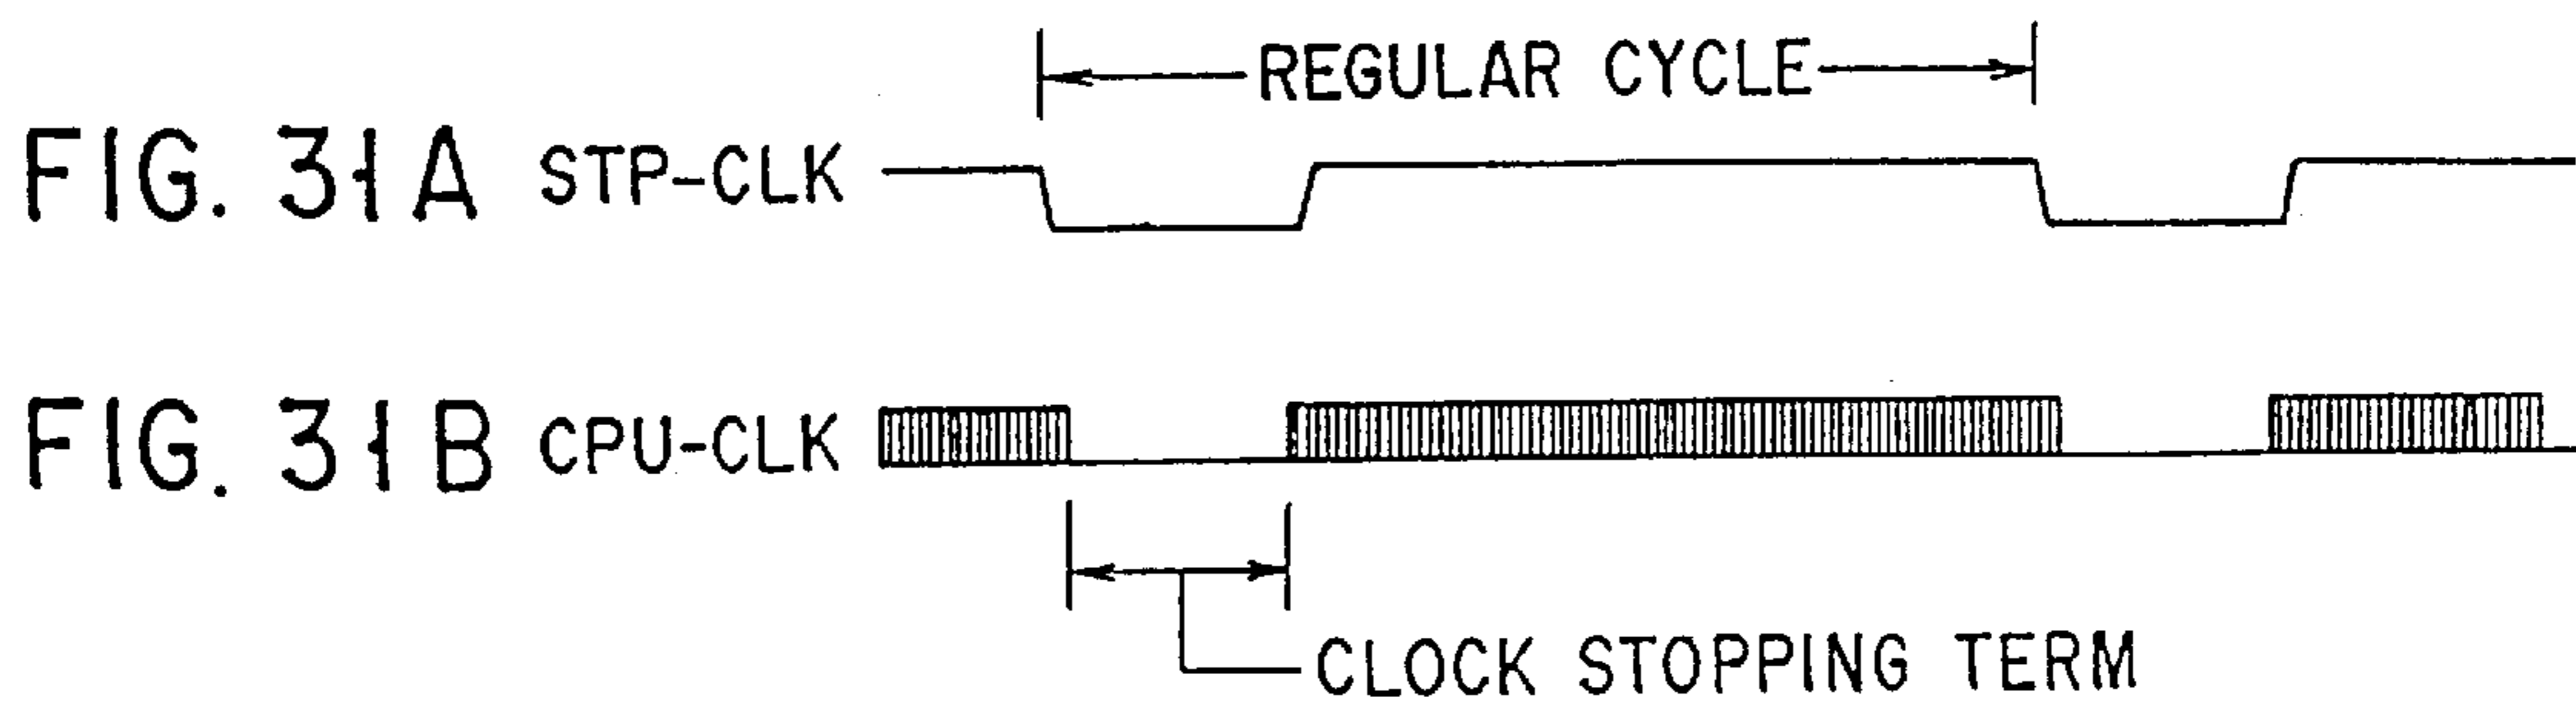 REGULAR CYCLE
FIG. 31A STP-CLK
FIG. 31B CPU-CLK
CLOCK STOPPING TERM